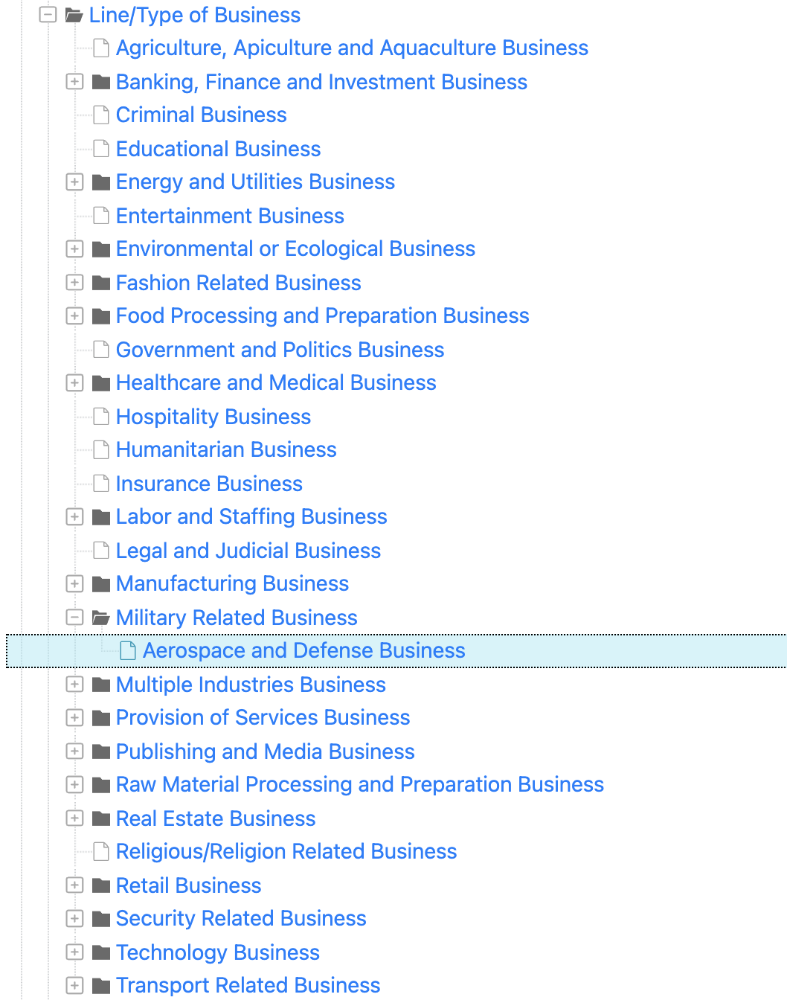 Line/Type of Business
Agriculture, Apiculture and Aquaculture Business
Banking, Finance and Investment Business
Criminal Business
Educational Business
Energy and Utilities Business
Entertainment Business
Environmental or Ecological Business
Fashion Related Business
Food Processing and Preparation Business
Government and Politics Business
Healthcare and Medical Business
Hospitality Business
Humanitarian Business
Insurance Business
Labor and Staffing Business
Legal and Judicial Business
Manufacturing Business
Military Related Business
Aerospace and Defense Business
Multiple Industries Business
Provision of Services Business
Publishing and Media Business
Raw Material Processing and Preparation Business
Real Estate Business
Religious/Religion Related Business
Retail Business
Security Related Business
Technology Business
Transport Related Business